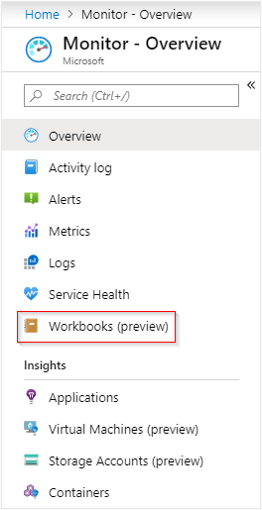 Home > Monitor - Overview
Monitor - Overview
Microsoft
Search (Ctrl+/)
«
Overview
Activity log
Alerts
Metrics
Logs
Service Health
Workbooks (preview)
Insights
Applications
Virtual Machines (preview)
Storage Accounts (preview)
Containers